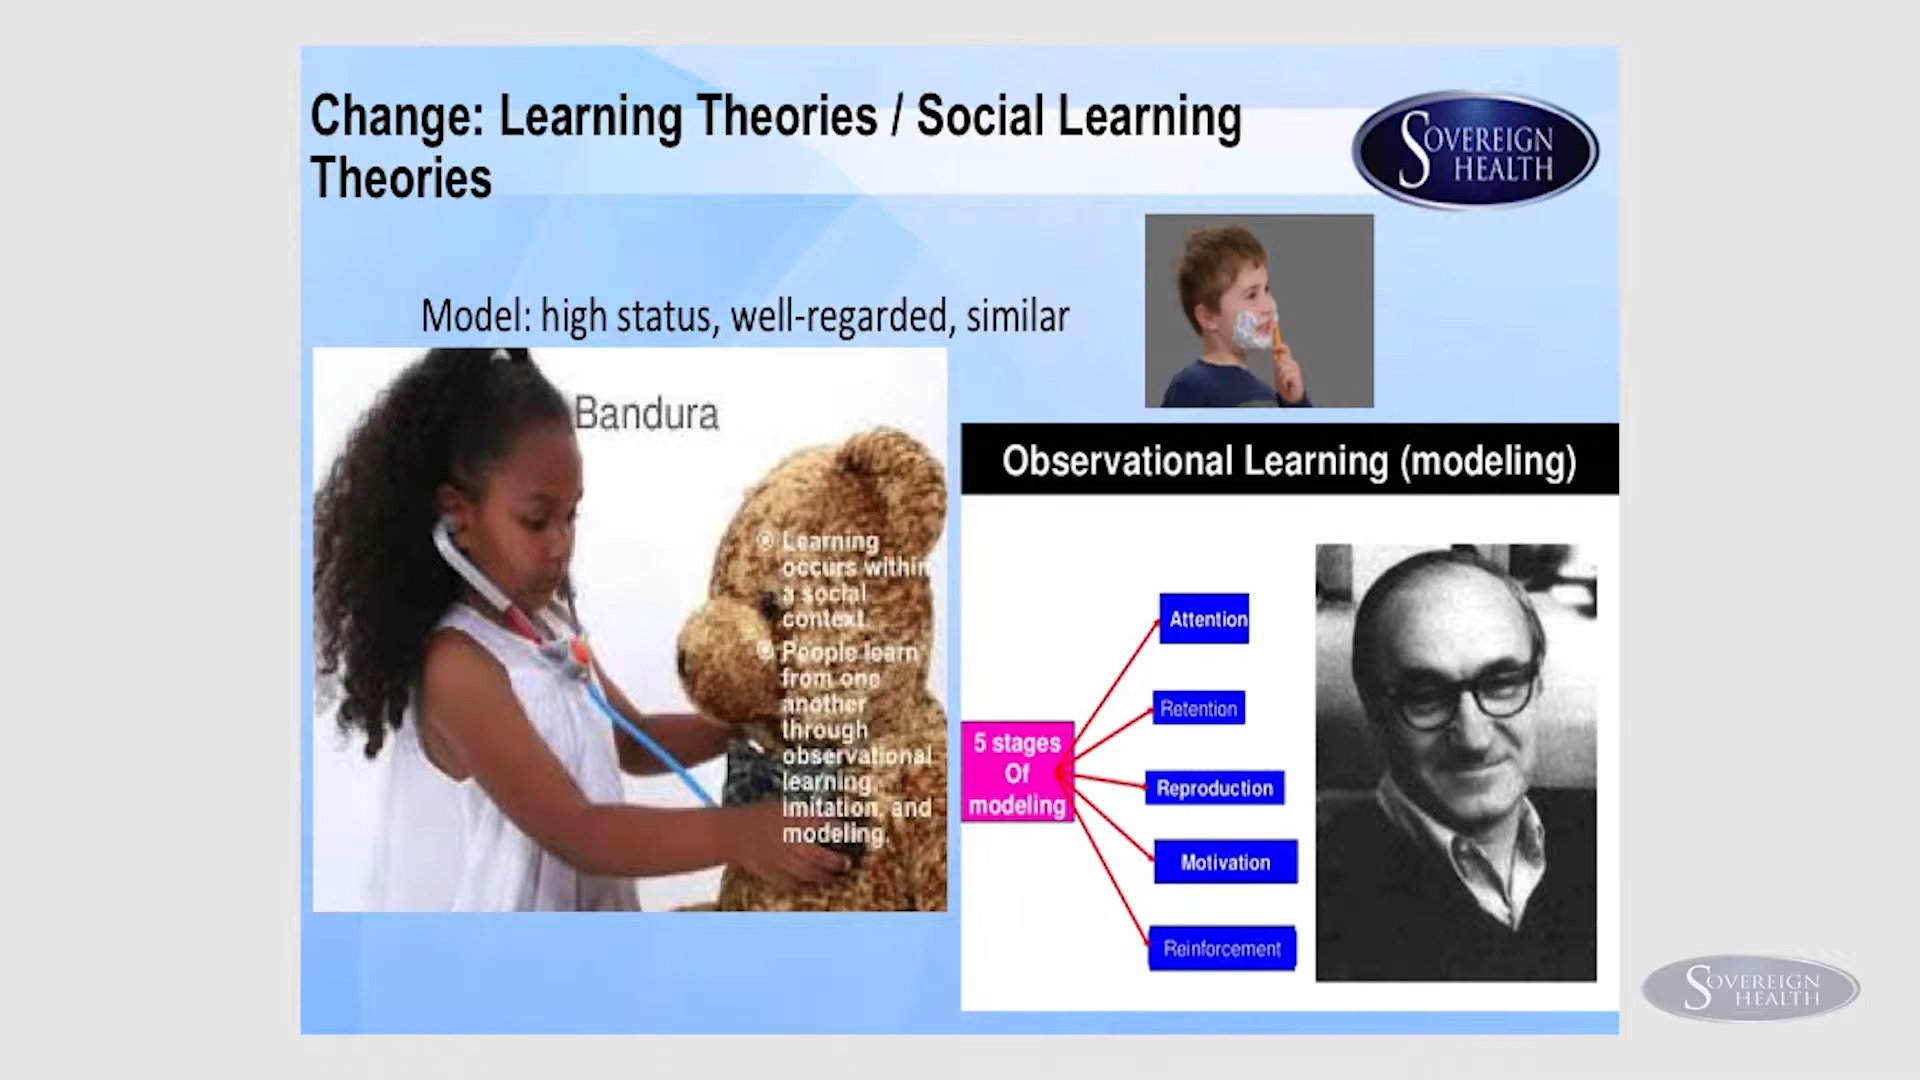 Change: Learning Theories / Social Learning
Theories
SOVEREIGN
HEALTH
Model: high status, well-regarded, similar
Bandura
Learning
occurs within
a social
context.
People learn
from one
another
through
observational
learning,
imitation, and
modeling.
Observational Learning (modeling)
5 stages
Of
modeling
Attention
Retention
Reproduction
Motivation
Reinforcement
SOVEREIGN
HEALTH